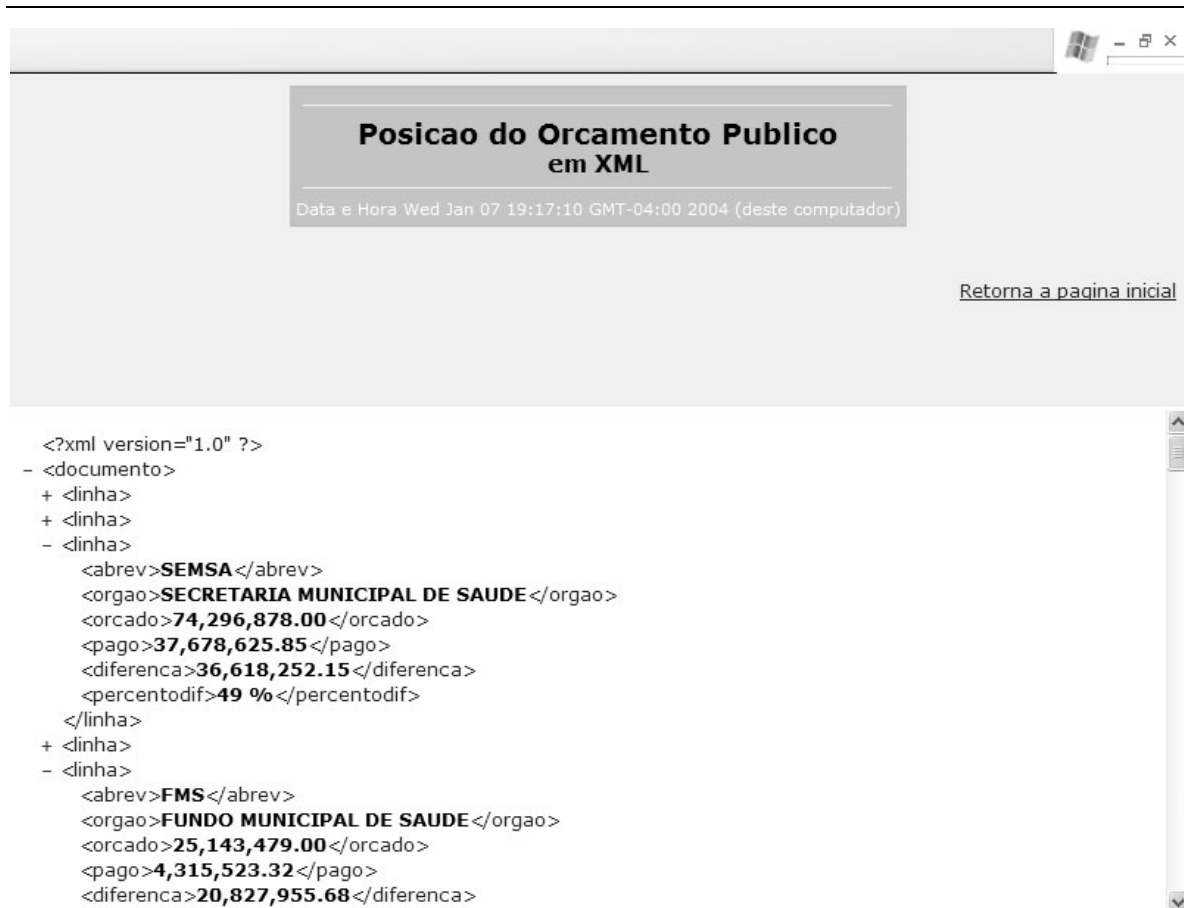 Posicao do Orcamento Publico
em XML
Data e Hora Wed Jan 07 19:17:10 GMT-04:00 2004 (deste computador)
Retorna a pagina inicial
<?xml version="1.0" ?>
– <documento>
+ <linha>
+ <linha>
– <linha>
<abrev>SEMSA</abrev>
<orgao>SECRETARIA MUNICIPAL DE SAUDE</orgao>
<orcado>74,296,878.00</orcado>
<pago>37,678,625.85</pago>
<diferenca>36,618,252.15</diferenca>
<percentodif>49 %</percentodif>
</linha>
+ <linha>
– <linha>
<abrev>FMS</abrev>
<orgao>FUNDO MUNICIPAL DE SAUDE</orgao>
<orcado>25,143,479.00</orcado>
<pago>4,315,523.32</pago>
<diferenca>20,827,955.68</diferenca>